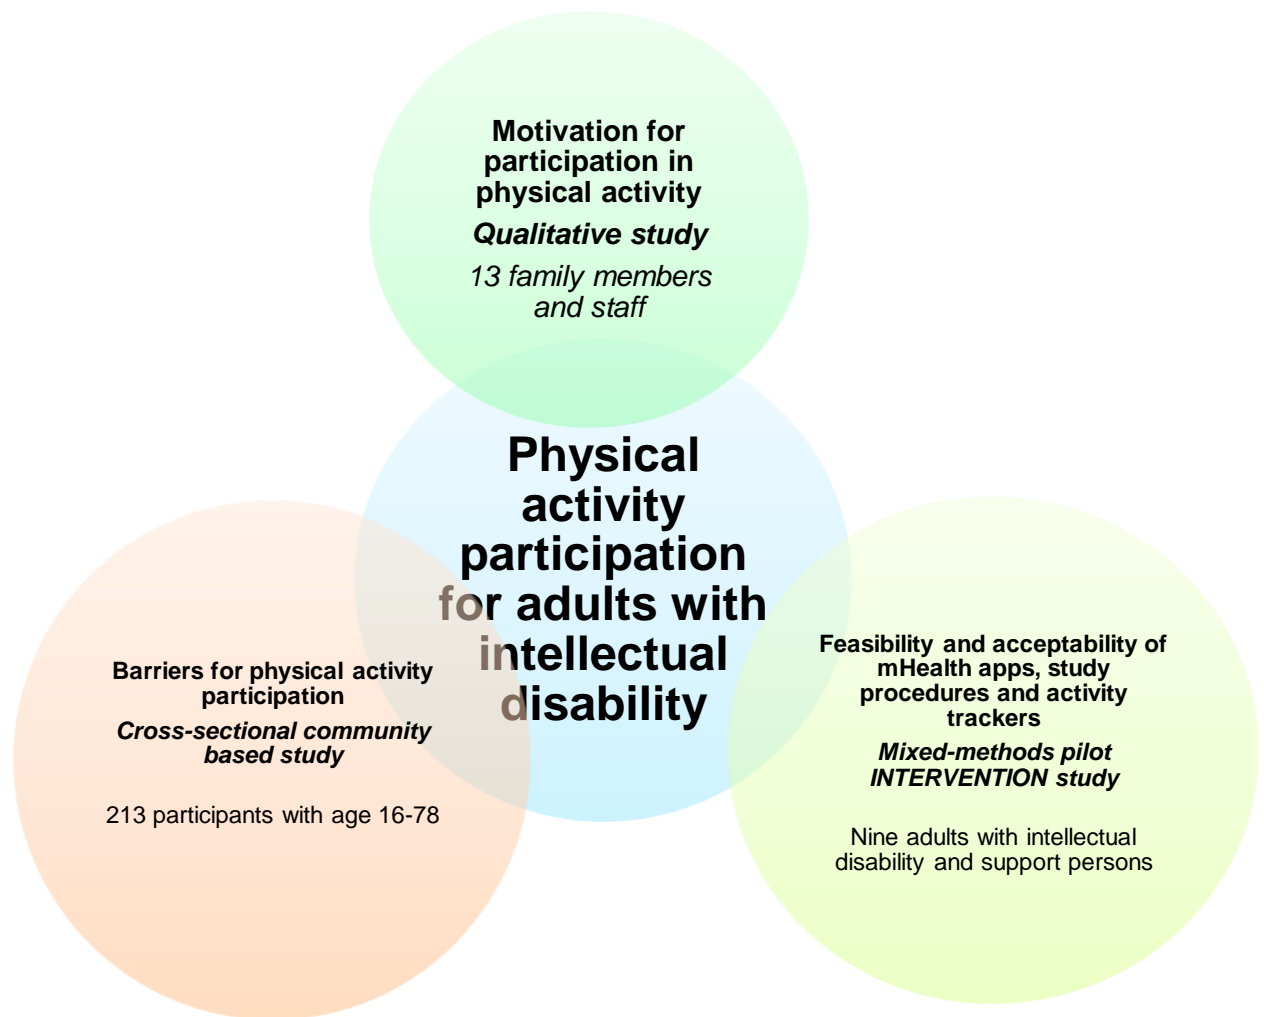 Motivation for
participation in
physical activity
Qualitative study
13 family members
and staff
Physical
activity
participation
for adults with
intellectual
disability
Barriers for physical activity
participation
Cross-sectional community
based study
213 participants with age 16-78
Feasibility and acceptability of
mHealth apps, study
procedures and activity
trackers
Mixed-methods pilot
INTERVENTION study
Nine adults with intellectual
disability and support persons